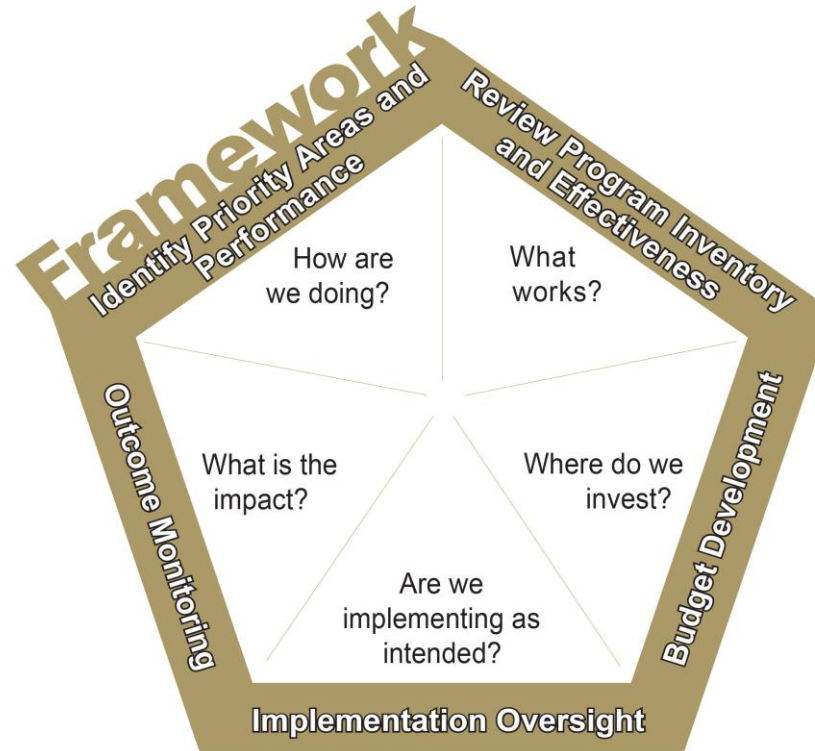 Framework
Identify Priority Areas and
Performance
How are
we doing?
Review Program Inventory
and Effectiveness
What
works?
Budget Development
Where do we
invest?
Implementation Oversight
Are we
implementing as
intended?
Outcome Monitoring
What is the
impact?